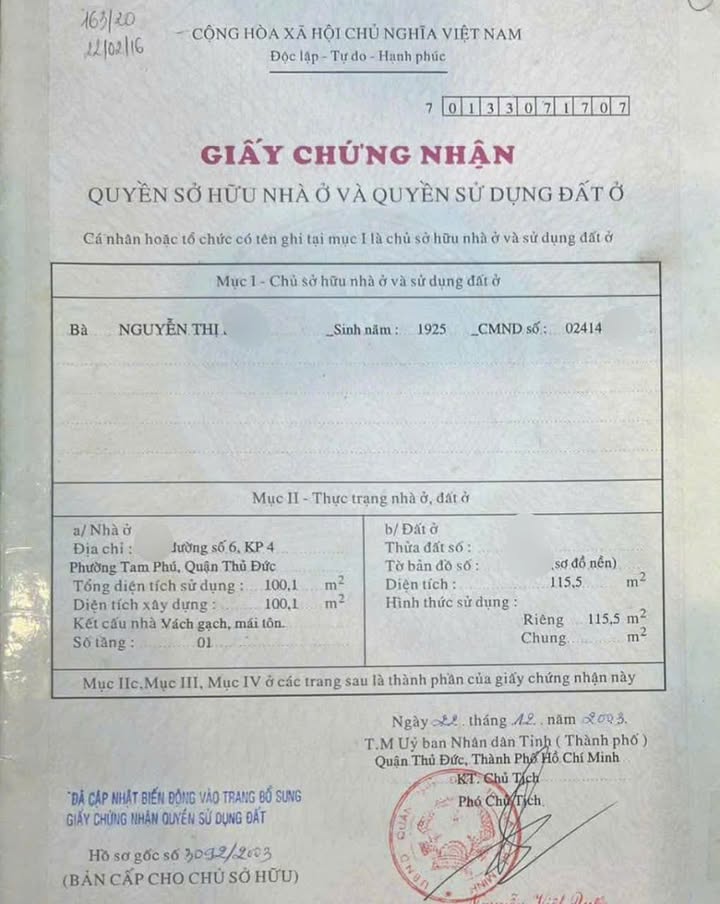 163/20
22/02/16
CỘNG HÒA XÃ HỘI CHỦ NGHĨA VIỆT NAM
Độc lập - Tự do - Hạnh phúc
7 0133071707
GIẤY CHỨNG NHẬN
QUYỀN SỞ HỮU NHÀ Ở VÀ QUYỀN SỬ DỤNG ĐẤT Ở
Cá nhân hoặc tổ chức có tên ghi tại mục I là chủ sở hữu nhà ở và sử dụng đất ở
Mục I - Chủ sở hữu nhà ở và sử dụng đất ở
Bà NGUYỄN THỊ _Sinh năm : 1925 _CMND số : 02414
Mục II - Thực trạng nhà ở, đất ở
a/ Nhà ở
Địa chỉ : đường số 6, KP 4
Phường Tam Phú, Quận Thủ Đức
Tổng diện tích sử dụng : 100,1 m2
Diện tích xây dựng : 100,1 m2
Kết cấu nhà Vách gạch, mái tôn.
Số tầng : 01
b/ Đất ở
Thửa đất số :
Tờ bản đồ số : sơ đồ nền)
Diện tích : 115,5 m2
Hình thức sử dụng :
Riêng 115,5 m2
Chung m2
Mục IIc, Mục III, Mục IV ở các trang sau là thành phần của giấy chứng nhận này
Ngày 22 tháng 12 năm 2003.
T.M Uỷ ban Nhân dân Tỉnh ( Thành phố )
Quận Thủ Đức, Thành Phố Hồ Chí Minh
KT. Chủ Tịch
Phó Chủ Tịch
ĐÃ CẬP NHẬT BIẾN ĐỘNG VÀO TRANG BỔ SUNG
GIẤY CHỨNG NHẬN QUYỀN SỬ DỤNG ĐẤT
Hồ sơ gốc số 3092/2003
(BẢN CẤP CHO CHỦ SỞ HỮU)